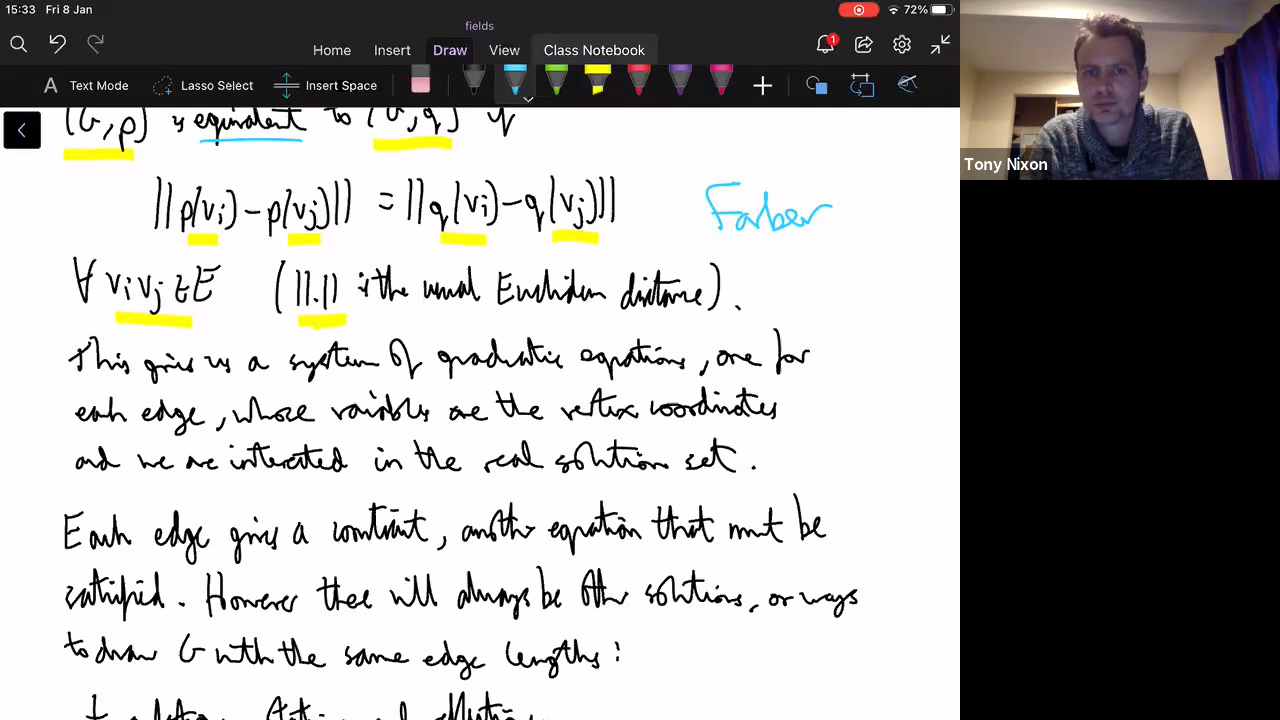 15:33 Fri 8 Jan
72%
fields
Home Insert Draw View Class Notebook
1
Text Mode Lasso Select Insert Space
(G, p) is equivalent to (G, q) if
||p(vi) - p(vj)|| = ||q(vi) - q(vj)||
Farber
∀ vivj ∈ E (||.|| is the usual Euclidean distance).
This gives us a system of quadratic equations, one for
each edge, whose variables are the vertex coordinates
and we are interested in the real solution set.
Each edge gives a constraint, another equation that must be
satisfied. However there will always be other solutions, or ways
to draw G with the same edge lengths:
Tony Nixon